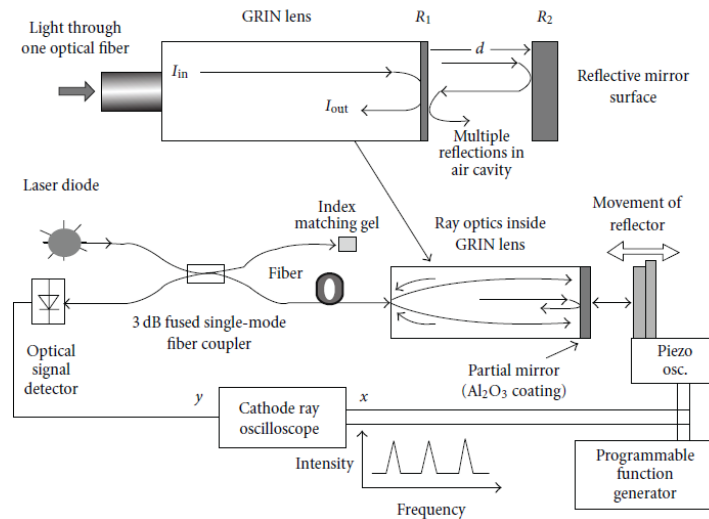 GRIN lens
R1
R2
Light through
one optical fiber
d
Iin
Iout
Reflective mirror
surface
Multiple
reflections in
air cavity
Laser diode
Index
matching gel
Ray optics inside
GRIN lens
Movement of
reflector
Fiber
3 dB fused single-mode
fiber coupler
Optical
signal
detector
Partial mirror
(Al2O3 coating)
Piezo
osc.
y
x
Cathode ray
oscilloscope
Intensity
Frequency
Programmable
function
generator